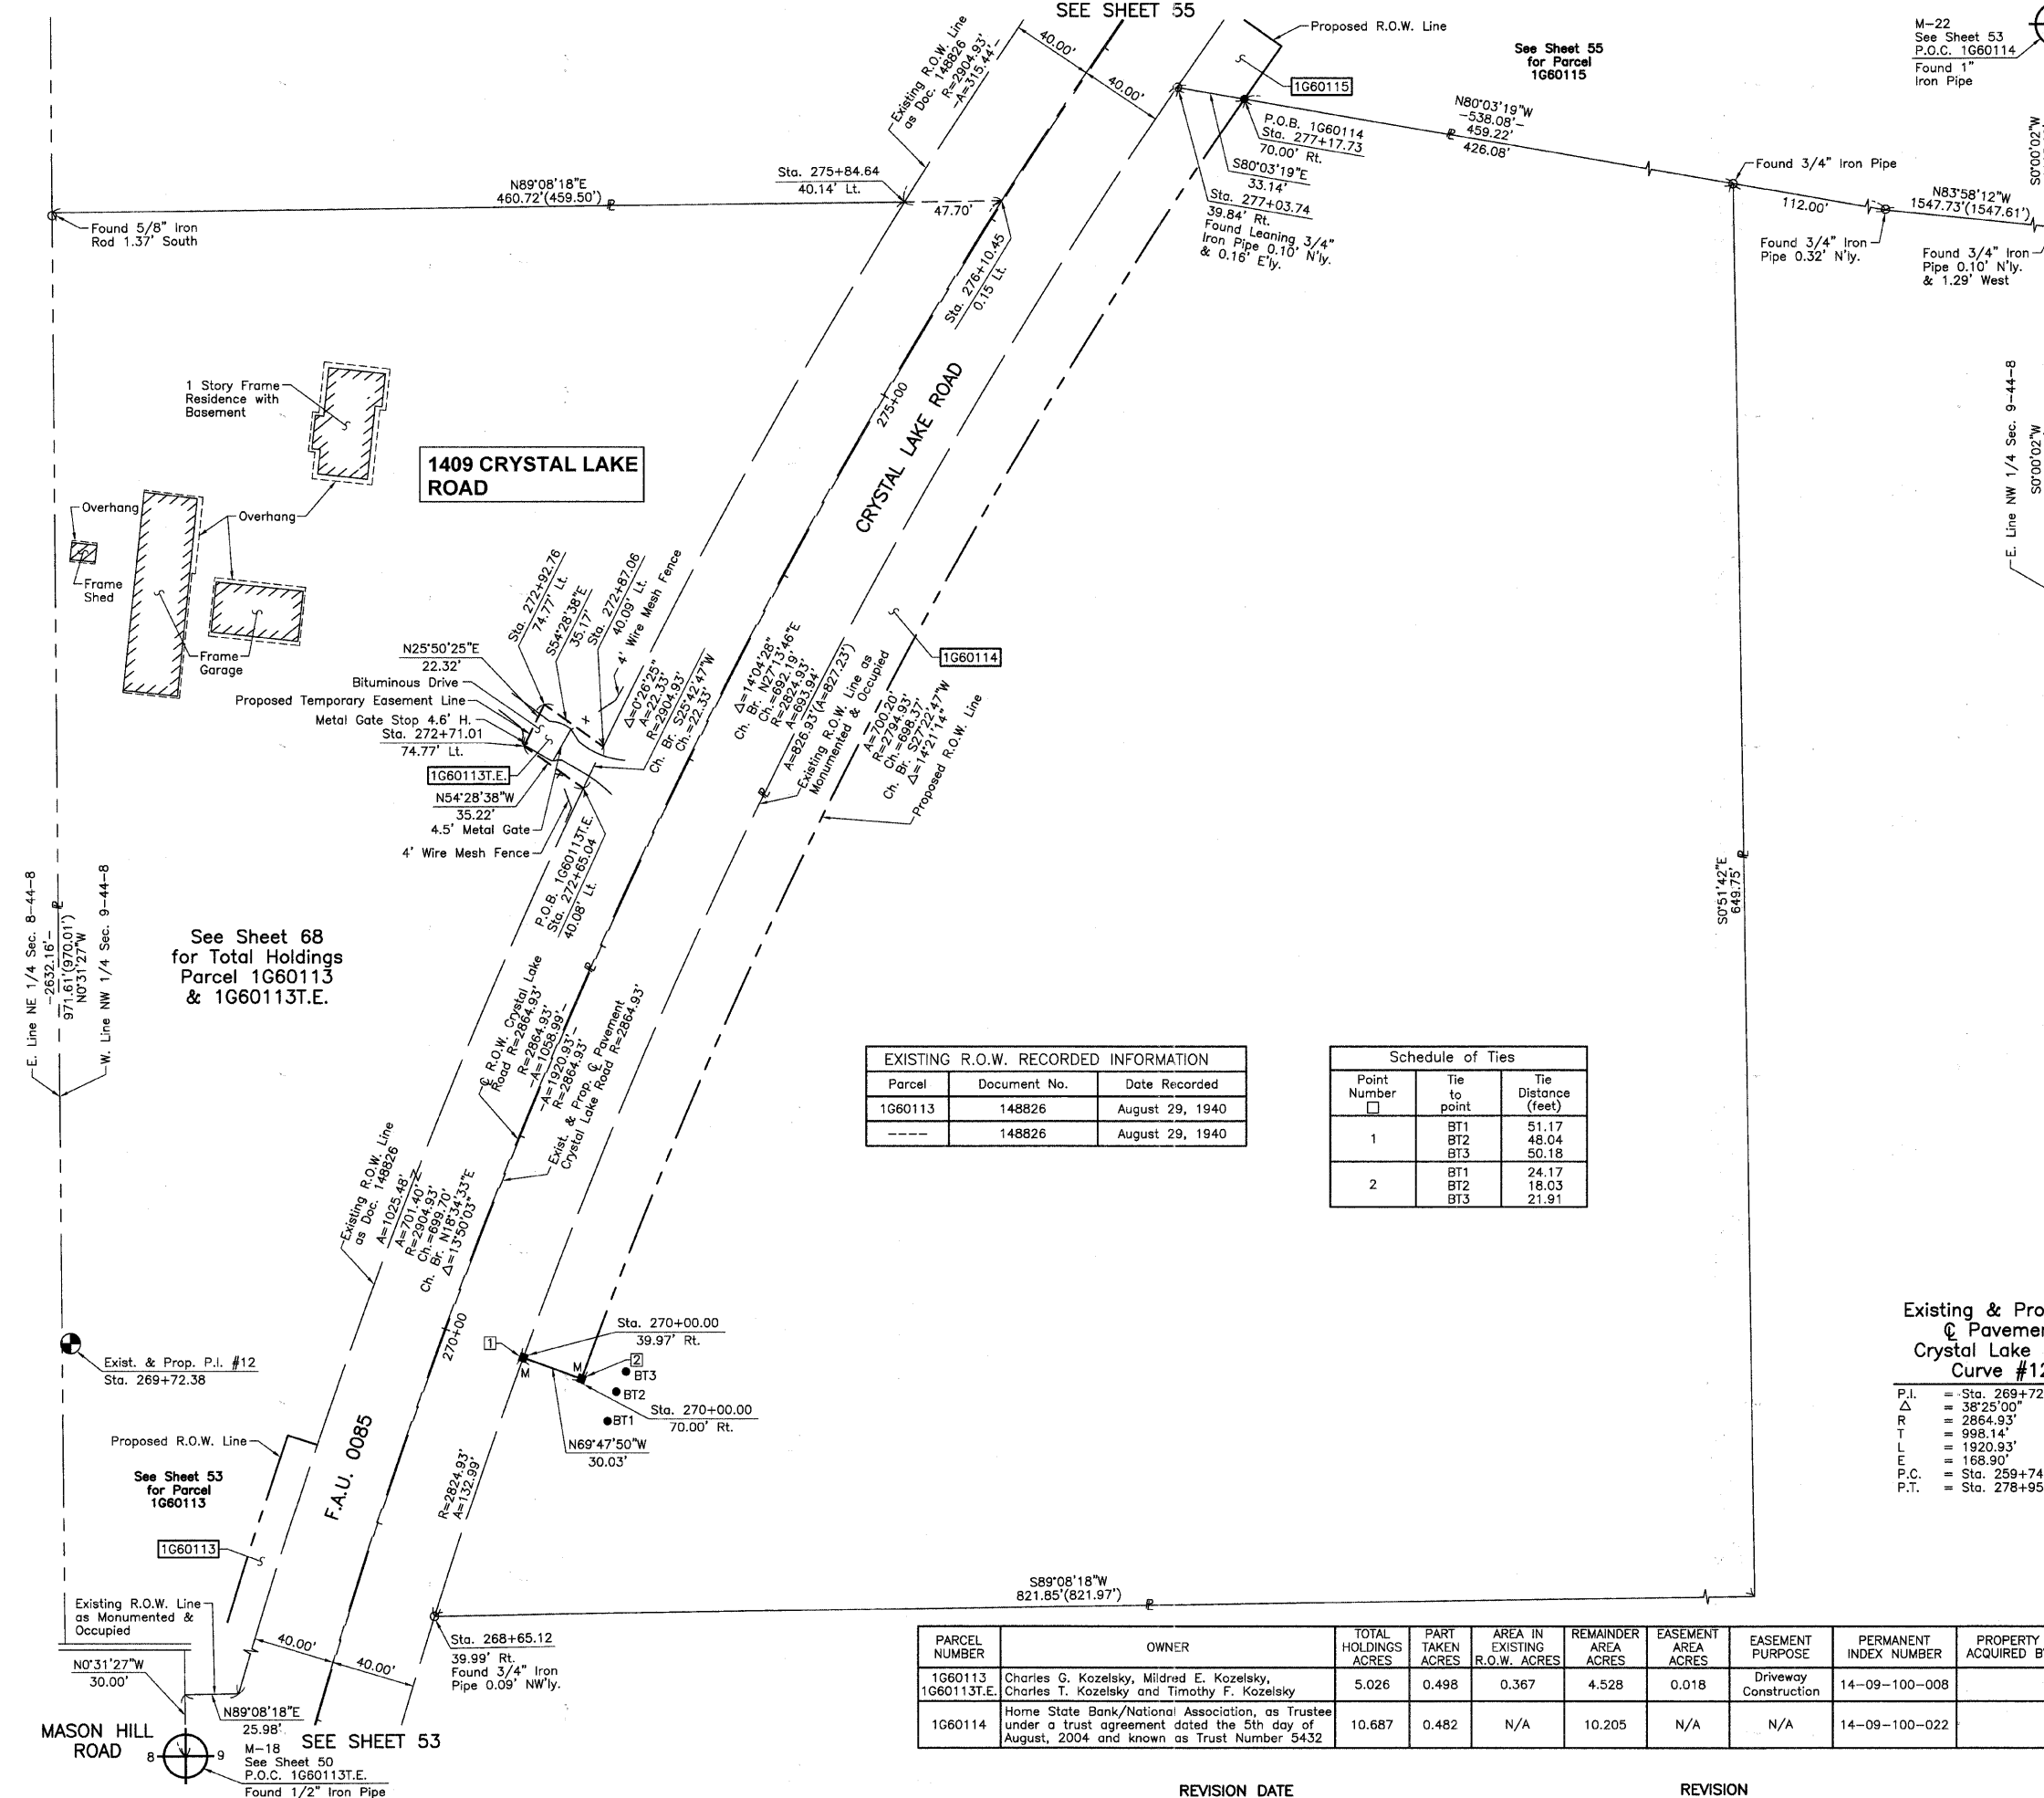 SEE SHEET 55
Proposed R.O.W. Line
See Sheet 55
for Parcel
1G60115
M-22
See Sheet 53
P.O.C. 1G60114
Found 1"
Iron Pipe
Existing R.O.W. Line
as Doc. 148826
R=2904.93'
-A=315.44'-
40.00'
40.00'
1G60115
P.O.B. 1G60114
Sta. 277+17.73
70.00' Rt.
S80°03'19"E
33.14'
Sta. 277+03.74
39.84' Rt.
Found Leaning 3/4"
Iron Pipe 0.10' N'ly.
& 0.16' E'ly.
N80°03'19"W
-538.08'-
459.22'
426.08'
Found 3/4" Iron Pipe
112.00'
N83°58'12"W
1547.73'(1547.61')
Found 3/4" Iron
Pipe 0.32' N'ly.
Found 3/4" Iron
Pipe 0.10' N'ly.
& 1.29' West
S0°00'02"W
E. Line NW 1/4 Sec. 9-44-8
S0°00'02"W
N89°08'18"E
460.72'(459.50')
Sta. 275+84.64
40.14' Lt.
47.70'
Sta. 276+10.45
0.15' Lt.
Found 5/8" Iron
Rod 1.37' South
1 Story Frame
Residence with
Basement
1409 CRYSTAL LAKE
ROAD
275+00
CRYSTAL LAKE ROAD
Overhang
Overhang
Frame
Shed
Frame
Garage
Sta. 272+92.76
74.77' Lt.
S54°28'38"E
35.17'
Sta. 272+87.06
40.09' Lt.
4' Wire Mesh Fence
N25°50'25"E
22.32'
Bituminous Drive
Proposed Temporary Easement Line
Metal Gate Stop 4.6' H.
Sta. 272+71.01
74.77' Lt.
1G60113T.E.
N54°28'38"W
35.22'
4.5' Metal Gate
4' Wire Mesh Fence
Δ=0°26'25"
A=22.33'
R=2904.93'
Ch. Br. S25°42'47"W
Ch.=22.33'
P.O.B. 1G60113T.E.
Sta. 272+65.04
40.08' Lt.
Δ=14°04'28"
Ch. Br. N27°13'46"E
Ch.=692.19'
R=2824.93'
A=693.94'
A=826.93'(A=827.23')
Existing R.O.W. Line as
Monumented & Occupied
1G60114
A=700.20'
R=2794.93'
Ch.=698.37'
Ch. Br. S27°22'47"W
Δ=14°21'14"
Proposed R.O.W. Line
S0°51'42"E
649.75'
E. Line NE 1/4 Sec. 8-44-8
-2632.16'-
971.61'(970.01')
N0°31'27"W
W. Line NW 1/4 Sec. 9-44-8
See Sheet 68
for Total Holdings
Parcel 1G60113
& 1G60113T.E.
℄ R.O.W. Crystal Lake
Road R=2864.93'
R=2864.93'
-A=1058.99'-
-A=1920.93'-
R=2864.93'
Exist. & Prop. ℄ Pavement
Crystal Lake Road R=2864.93'
EXISTING R.O.W. RECORDED INFORMATION
Parcel Document No. Date Recorded
1G60113 148826 August 29, 1940
---- 148826 August 29, 1940
Schedule of Ties
Point Number □ Tie to point Tie Distance (feet)
1 BT1 51.17
BT2 48.04
BT3 50.18
2 BT1 24.17
BT2 18.03
BT3 21.91
Existing R.O.W. Line
as Doc. 148826
A=1025.48'
A=701.40'
R=2904.93'
Ch.=699.70'
Ch. Br. N18°34'33"E
Δ=13°50'03"
270+00
Sta. 270+00.00
39.97' Rt.
1
M
M
2
BT3
BT2
BT1
Sta. 270+00.00
70.00' Rt.
N69°47'50"W
30.03'
Exist. & Prop. P.I. #12
Sta. 269+72.38
Existing & Pro
℄ Paveme
Crystal Lake
Curve #12
P.I. = Sta. 269+72
Δ = 38°25'00"
R = 2864.93'
T = 998.14'
L = 1920.93'
E = 168.90'
P.C. = Sta. 259+74
P.T. = Sta. 278+95
Proposed R.O.W. Line
See Sheet 53
for Parcel
1G60113
1G60113
F.A.U. 0085
R=2824.93'
A=132.99'
S89°08'18"W
821.85'(821.97')
Existing R.O.W. Line
as Monumented &
Occupied
40.00'
40.00'
Sta. 268+65.12
39.99' Rt.
Found 3/4" Iron
Pipe 0.09' NW'ly.
N0°31'27"W
30.00'
N89°08'18"E
25.98'
MASON HILL
ROAD
8
9
M-18
See Sheet 50
P.O.C. 1G60113T.E.
Found 1/2" Iron Pipe
SEE SHEET 53
PARCEL NUMBER OWNER TOTAL HOLDINGS ACRES PART TAKEN ACRES AREA IN EXISTING R.O.W. ACRES REMAINDER AREA ACRES EASEMENT AREA ACRES EASEMENT PURPOSE PERMANENT INDEX NUMBER PROPERTY ACQUIRED B
1G60113 1G60113T.E. Charles G. Kozelsky, Mildred E. Kozelsky, Charles T. Kozelsky and Timothy F. Kozelsky 5.026 0.498 0.367 4.528 0.018 Driveway Construction 14-09-100-008
1G60114 Home State Bank/National Association, as Trustee under a trust agreement dated the 5th day of August, 2004 and known as Trust Number 5432 10.687 0.482 N/A 10.205 N/A N/A 14-09-100-022
REVISION DATE
REVISION